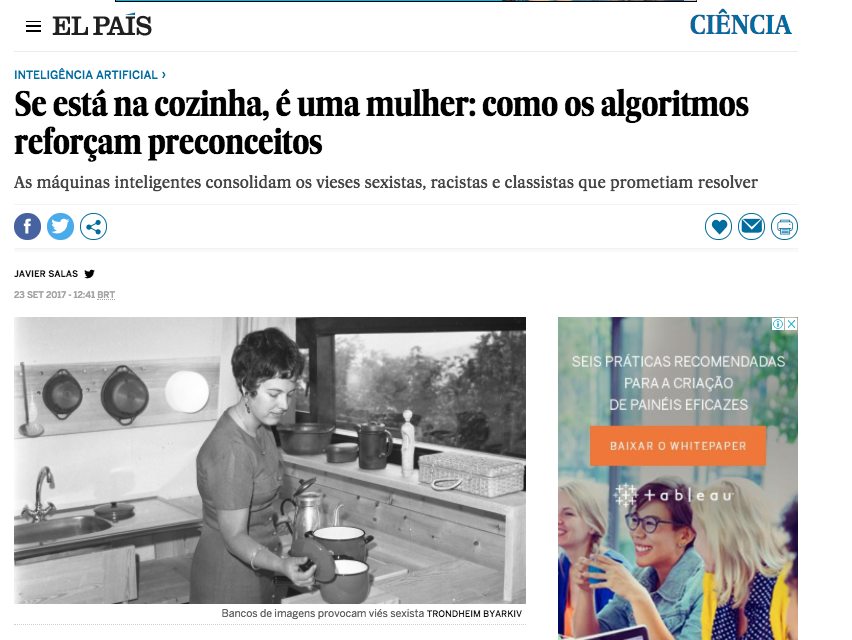 EL PAÍS
CIÊNCIA
INTELIGÊNCIA ARTIFICIAL ›
Se está na cozinha, é uma mulher: como os algoritmos
reforçam preconceitos
As máquinas inteligentes consolidam os vieses sexistas, racistas e classistas que prometiam resolver
JAVIER SALAS
23 SET 2017 - 12:41 BRT
Bancos de imagens provocam viés sexista TRONDHEIM BYARKIV
SEIS PRÁTICAS RECOMENDADAS
PARA A CRIAÇÃO
DE PAINÉIS EFICAZES
BAIXAR O WHITEPAPER
+ableau